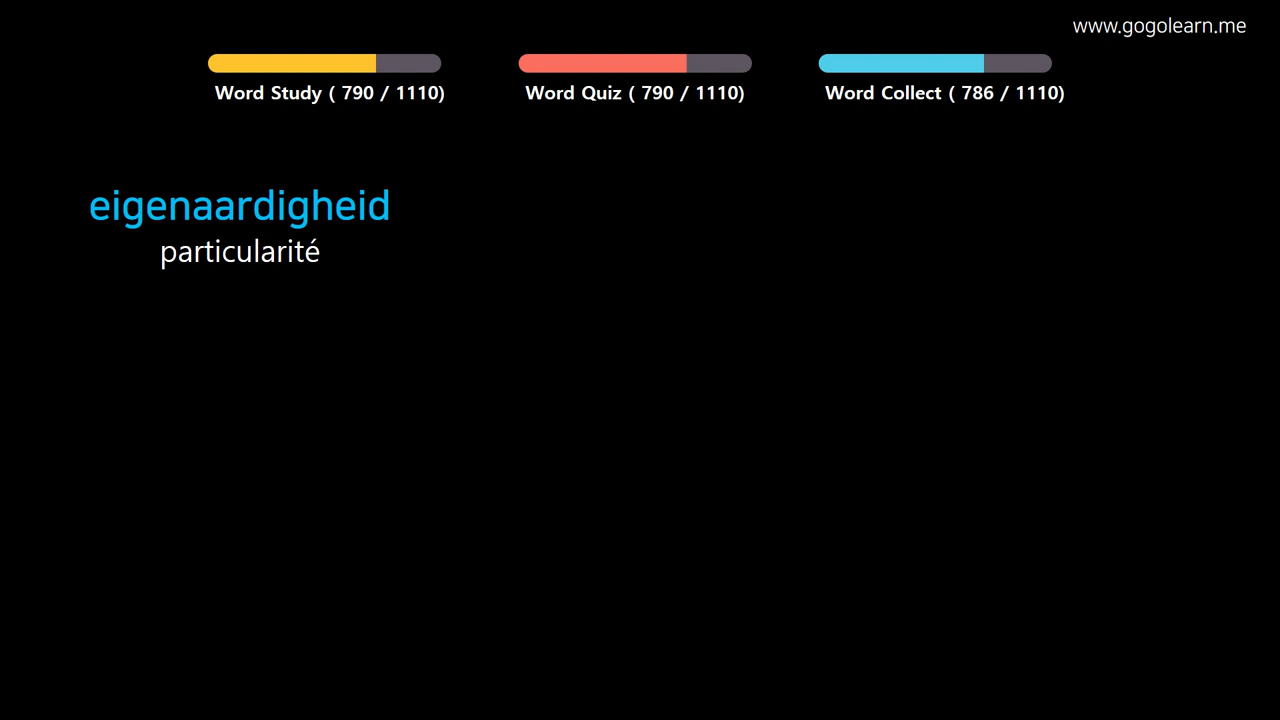 www.gogolearn.me
Word Study ( 790 / 1110)
Word Quiz ( 790 / 1110)
Word Collect ( 786 / 1110)
eigenaardigheid
particularité